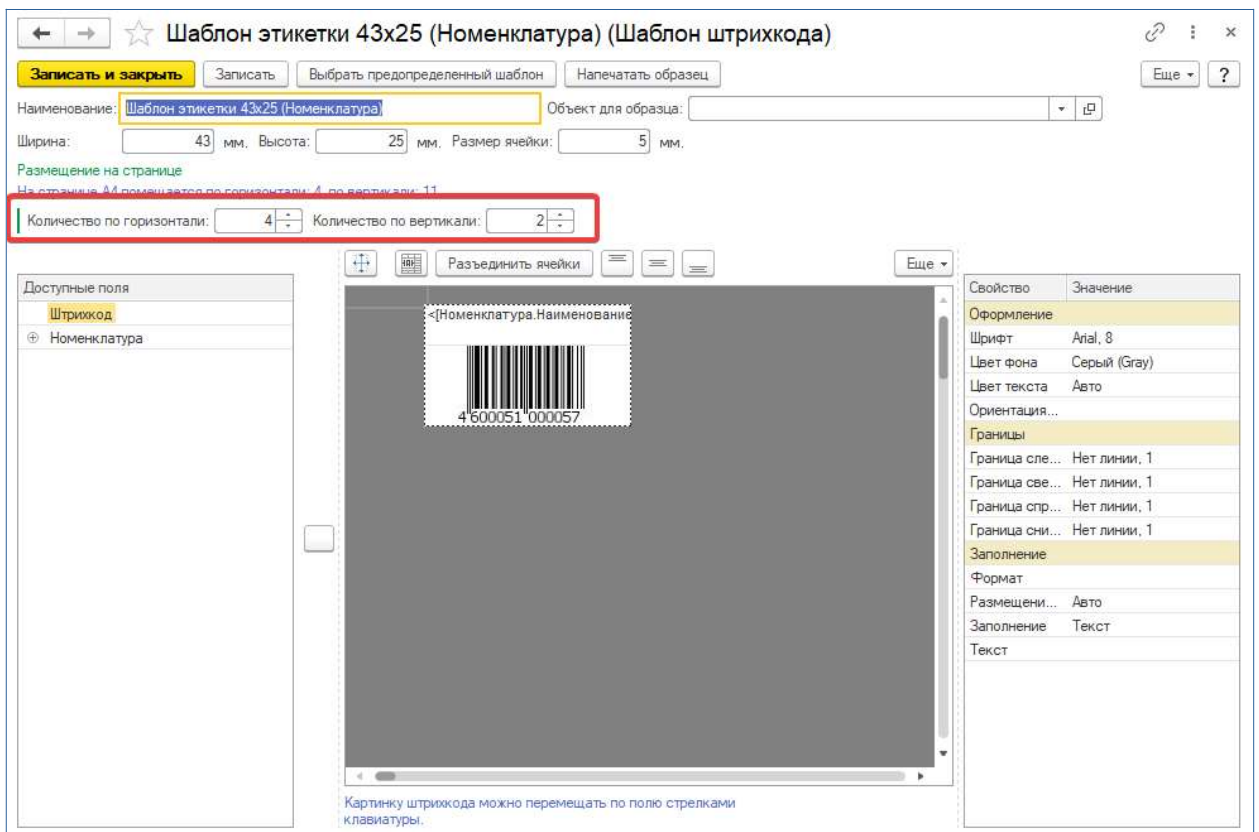 Шаблон этикетки 43x25 (Номенклатура) (Шаблон штрихкода)
Записать и закрыть Записать Выбрать предопределенный шаблон Напечатать образец Еще ?
Наименование: Шаблон этикетки 43x25 (Номенклатура) Объект для образца:
Ширина: 43 мм. Высота: 25 мм. Размер ячейки: 5 мм.
Размещение на странице
На странице А4 помещается по горизонтали: 4, по вертикали: 11
Количество по горизонтали: 4 Количество по вертикали: 2
Разъединить ячейки Еще
Доступные поля
Штрихкод
Номенклатура
<[Номенклатура.Наименование
4 600051 000057
Свойство Значение
Оформление
Шрифт Arial, 8
Цвет фона Серый (Gray)
Цвет текста Авто
Ориентация...
Границы
Граница сле... Нет линии, 1
Граница све... Нет линии, 1
Граница спр... Нет линии, 1
Граница сни... Нет линии, 1
Заполнение
Формат
Размещени... Авто
Заполнение Текст
Текст
Картинку штрихкода можно перемещать по полю стрелками
клавиатуры.